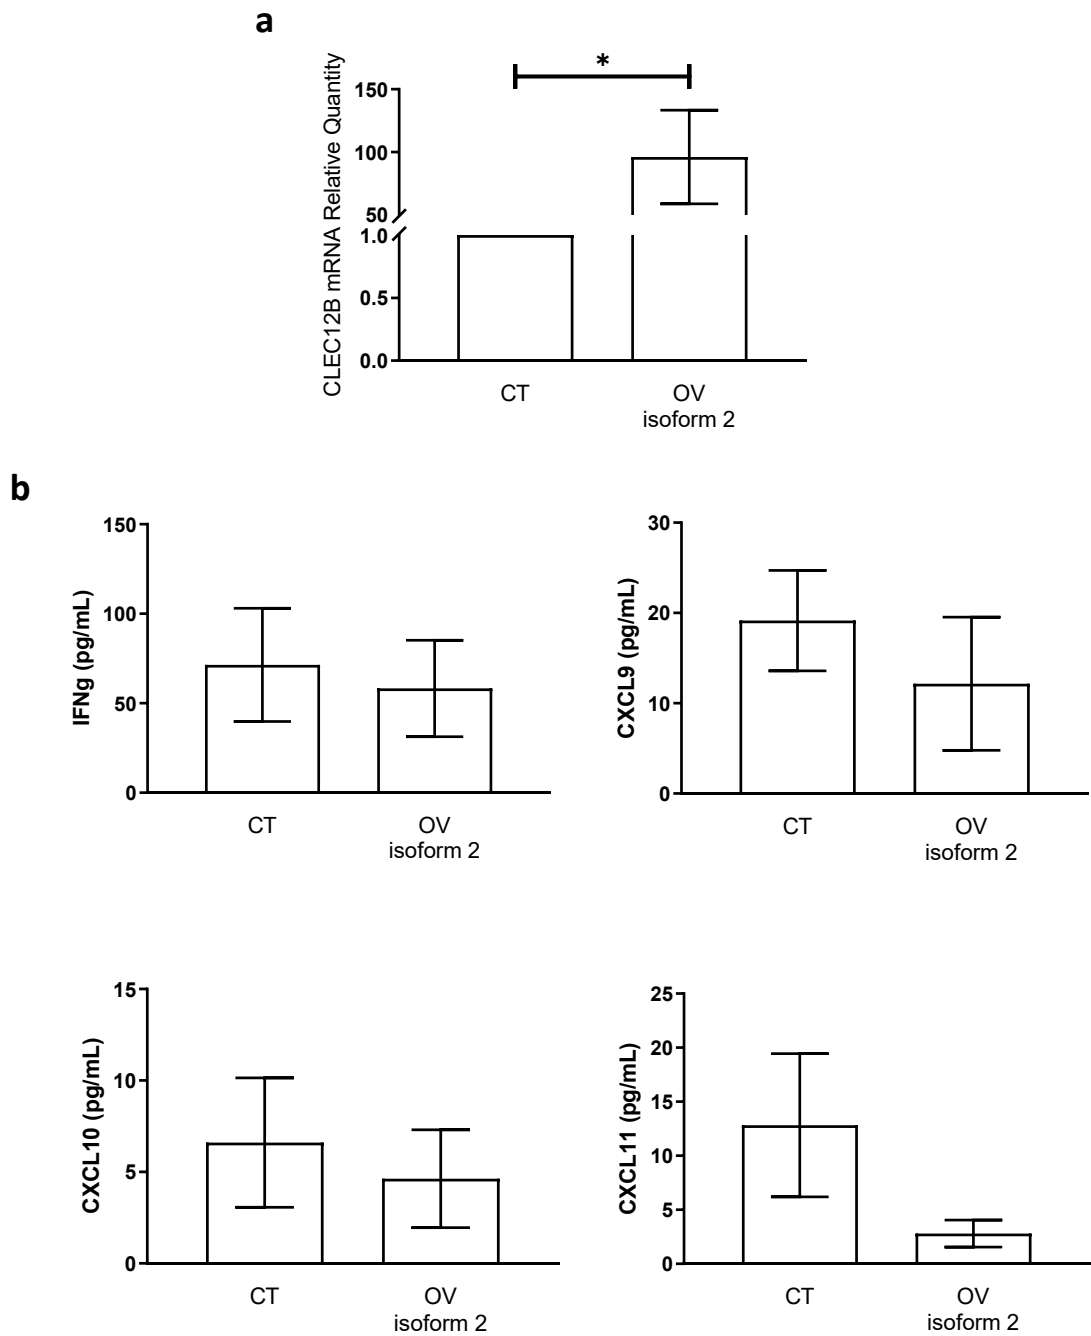 a
CLEC12B mRNA Relative Quantity
*
150
100
50
1.0
0.5
0.0
CT
OV
isoform 2
b
IFNg (pg/mL)
150
100
50
0
CT
OV
isoform 2
CXCL9 (pg/mL)
30
20
10
0
CT
OV
isoform 2
CXCL10 (pg/mL)
15
10
5
0
CT
OV
isoform 2
CXCL11 (pg/mL)
25
20
15
10
5
0
CT
OV
isoform 2